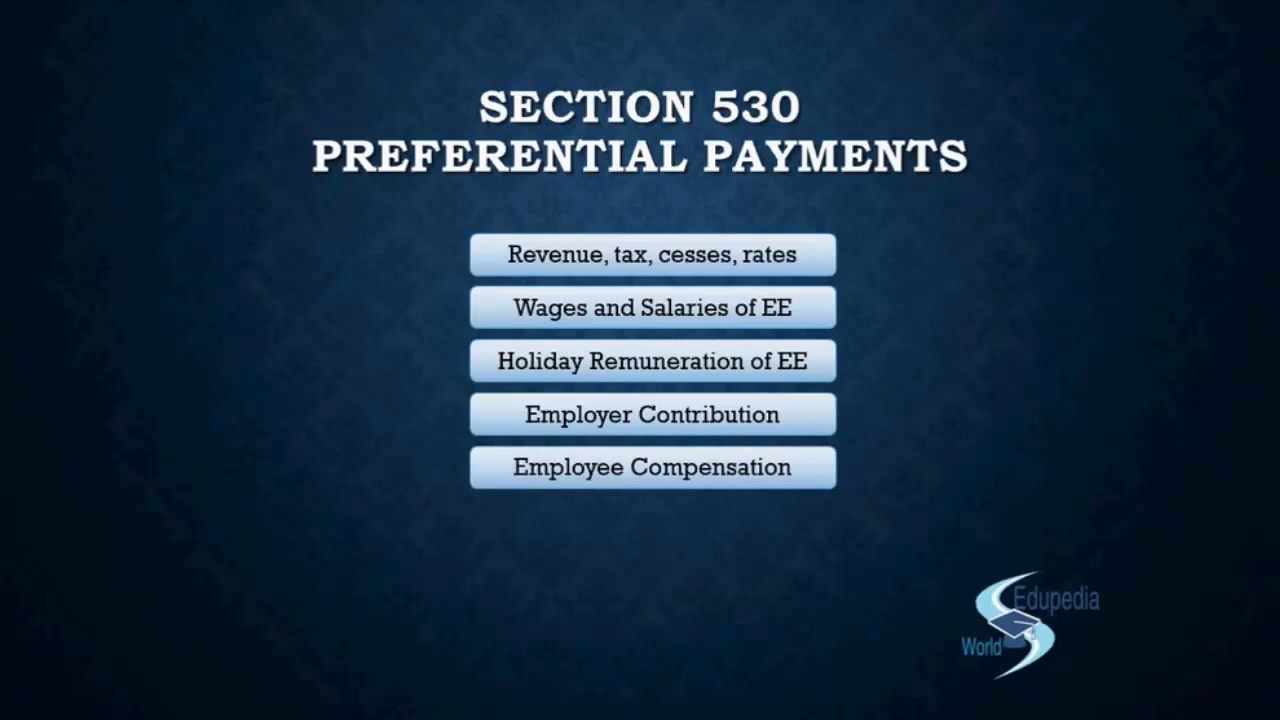 SECTION 530
PREFERENTIAL PAYMENTS
Revenue, tax, cesses, rates
Wages and Salaries of EE
Holiday Remuneration of EE
Employer Contribution
Employee Compensation
Edupedia
World